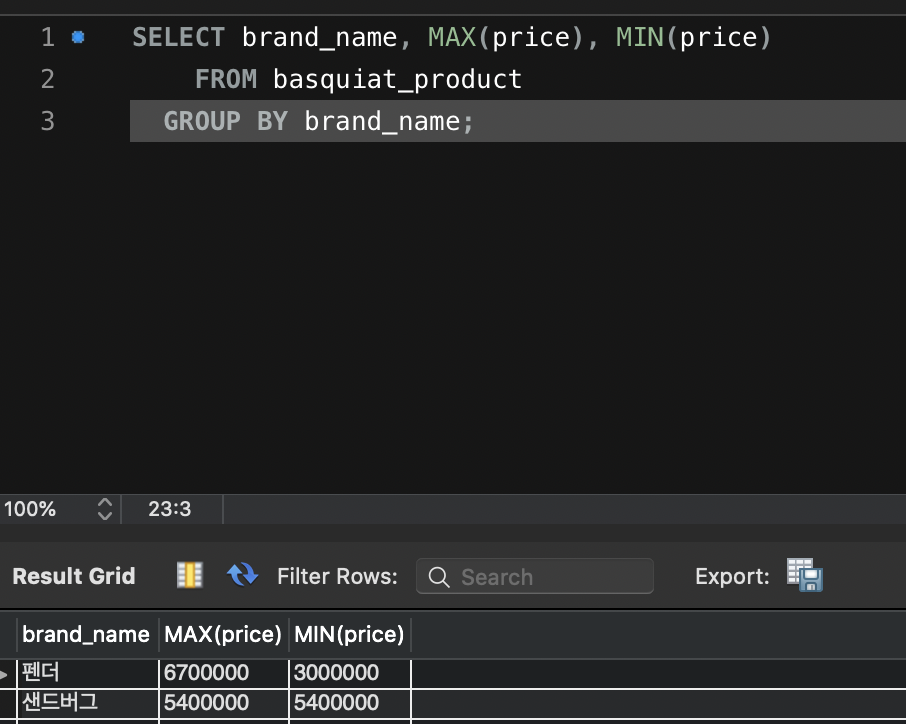 1 SELECT brand_name, MAX(price), MIN(price)
2 FROM basquiat_product
3 GROUP BY brand_name;
100% 23:3
Result Grid Filter Rows: Search Export:
brand_name MAX(price) MIN(price)
펜더 6700000 3000000
샌드버그 5400000 5400000